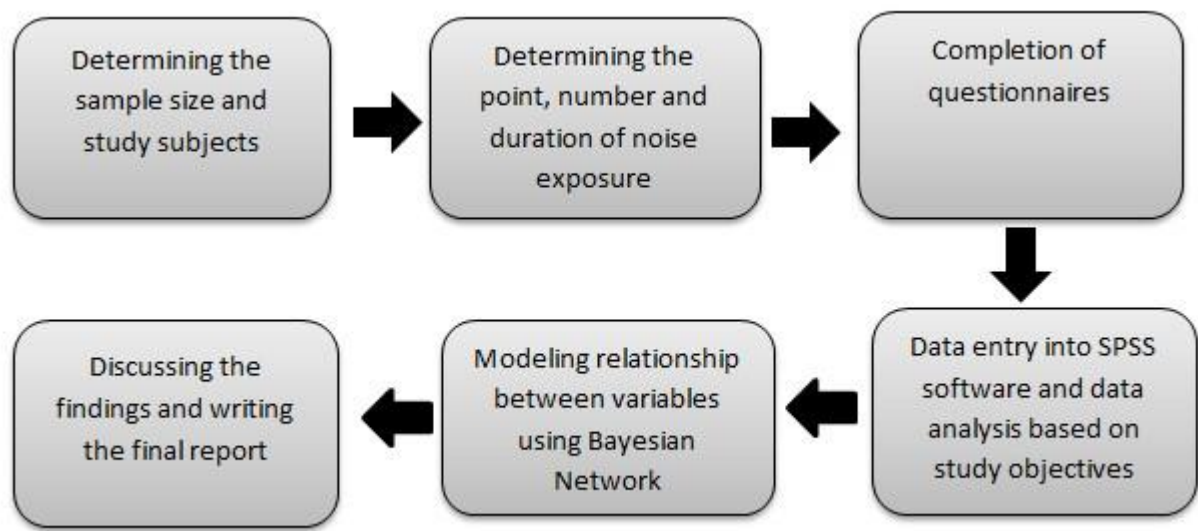 Determining the
sample size and
study subjects
Determining the
point, number and
duration of noise
exposure
Completion of
questionnaires
Data entry into SPSS
software and data
analysis based on
study objectives
Modeling relationship
between variables
using Bayesian
Network
Discussing the
findings and writing
the final report